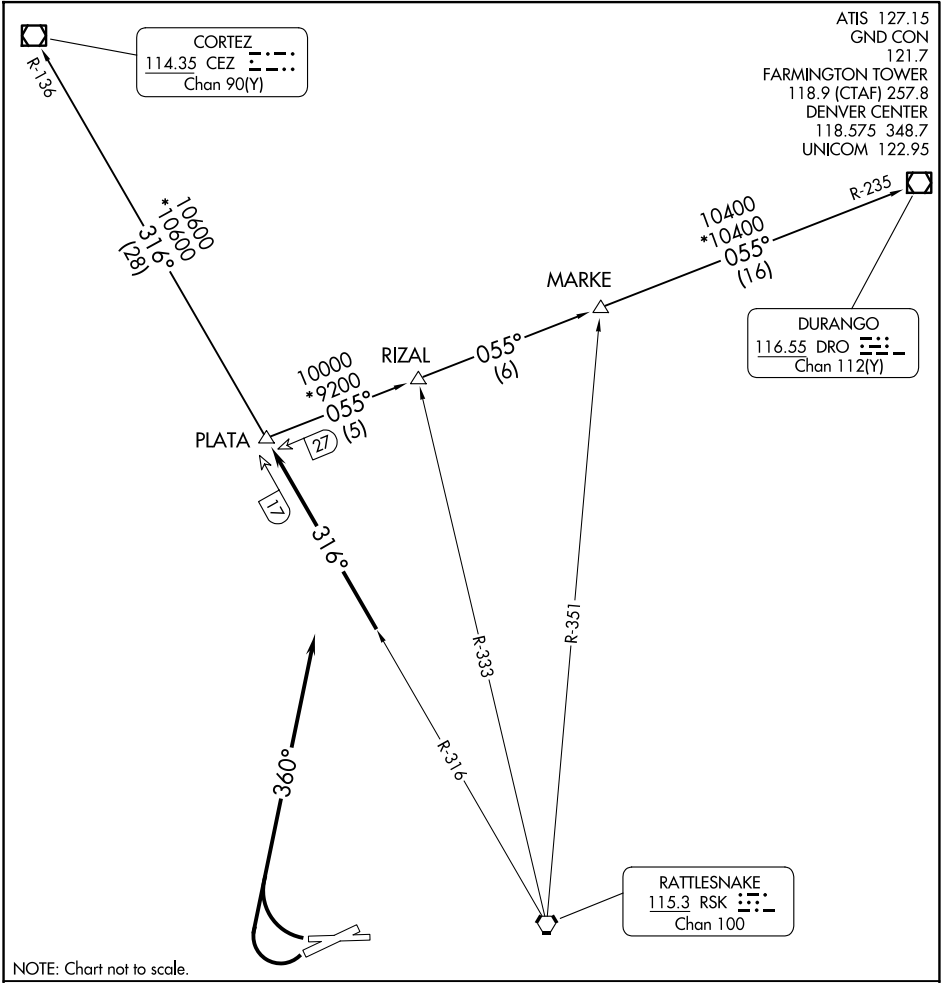 ATIS 127.15
GND CON
121.7
FARMINGTON TOWER
118.9 (CTAF) 257.8
DENVER CENTER
118.575 348.7
UNICOM 122.95
CORTEZ
114.35 CEZ
Chan 90(Y)
R-136
10600
*10600
316°
(28)
R-235
10400
*10400
055°
(16)
MARKE
DURANGO
116.55 DRO
Chan 112(Y)
RIZAL
055°
(6)
10000
*9200
055°
(5)
PLATA
27
17
316°
R-333
R-351
R-316
360°
RATTLESNAKE
115.3 RSK
Chan 100
NOTE: Chart not to scale.